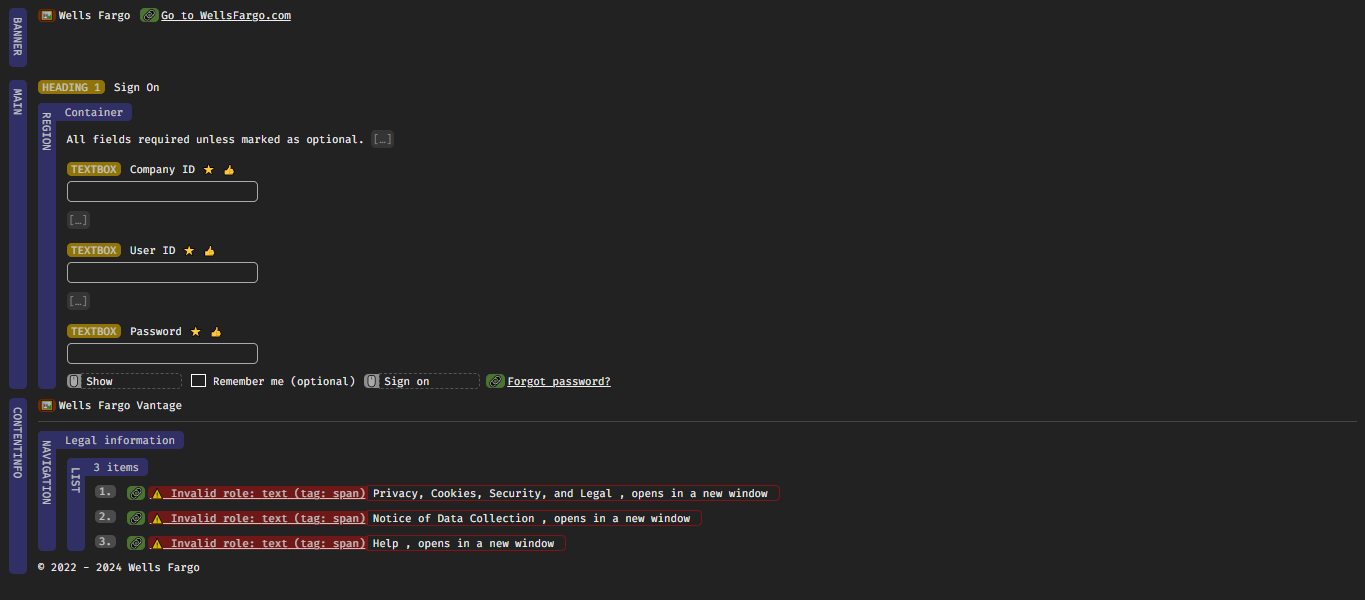 BANNER
Wells Fargo Go to WellsFargo.com
MAIN
HEADING 1 Sign On
REGION
Container
All fields required unless marked as optional. […]
TEXTBOX Company ID ⭐ 👍
[…]
TEXTBOX User ID ⭐ 👍
[…]
TEXTBOX Password ⭐ 👍
Show Remember me (optional) Sign on Forgot password?
CONTENTINFO
Wells Fargo Vantage
NAVIGATION
Legal information
LIST
3 items
1. ⚠ Invalid role: text (tag: span) Privacy, Cookies, Security, and Legal , opens in a new window
2. ⚠ Invalid role: text (tag: span) Notice of Data Collection , opens in a new window
3. ⚠ Invalid role: text (tag: span) Help , opens in a new window
© 2022 - 2024 Wells Fargo